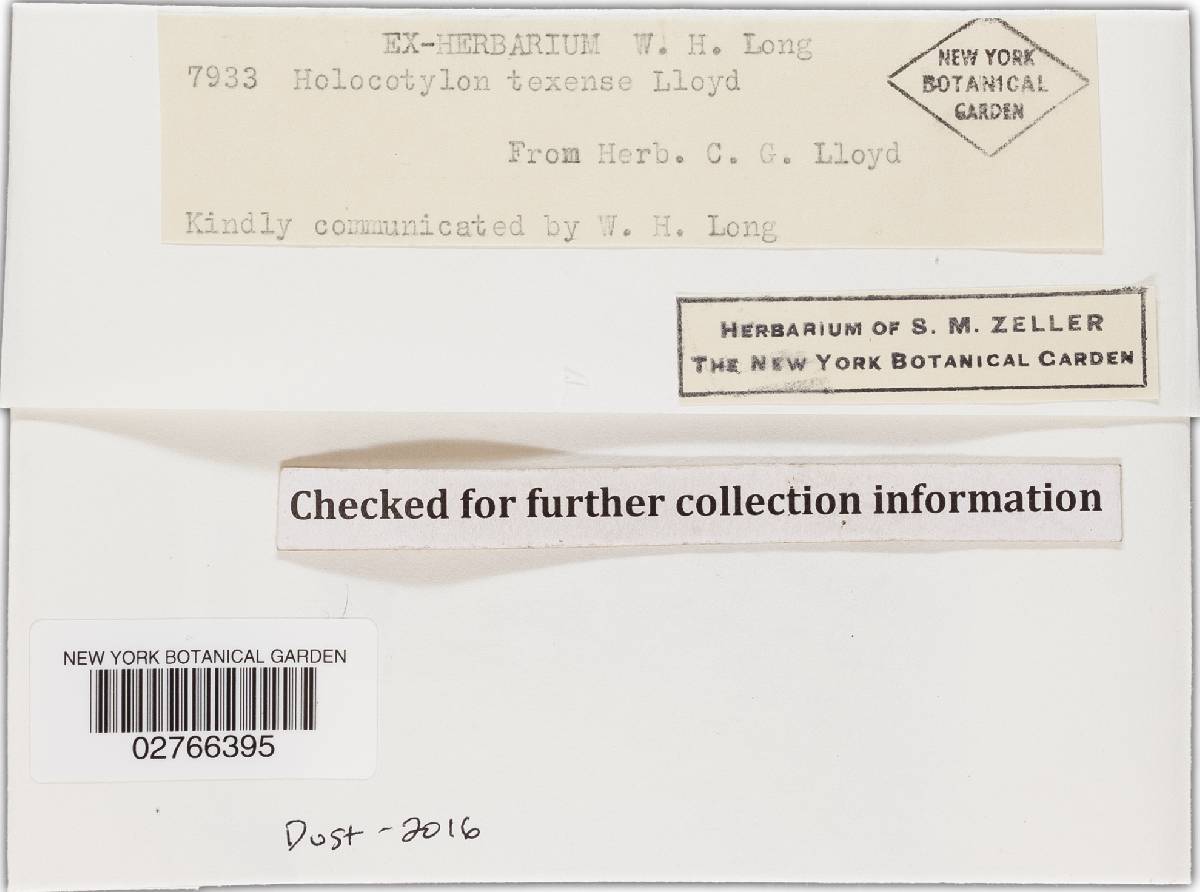 EX-HERBARIUM W. H. Long
7933 Holocotylon texense Lloyd
From Herb. C. G. Lloyd
Kindly communicated by W. H. Long
NEW YORK
BOTANICAL
GARDEN
HERBARIUM OF S. M. ZELLER
THE NEW YORK BOTANICAL GARDEN
Checked for further collection information
NEW YORK BOTANICAL GARDEN
02766395
Dust - 2016